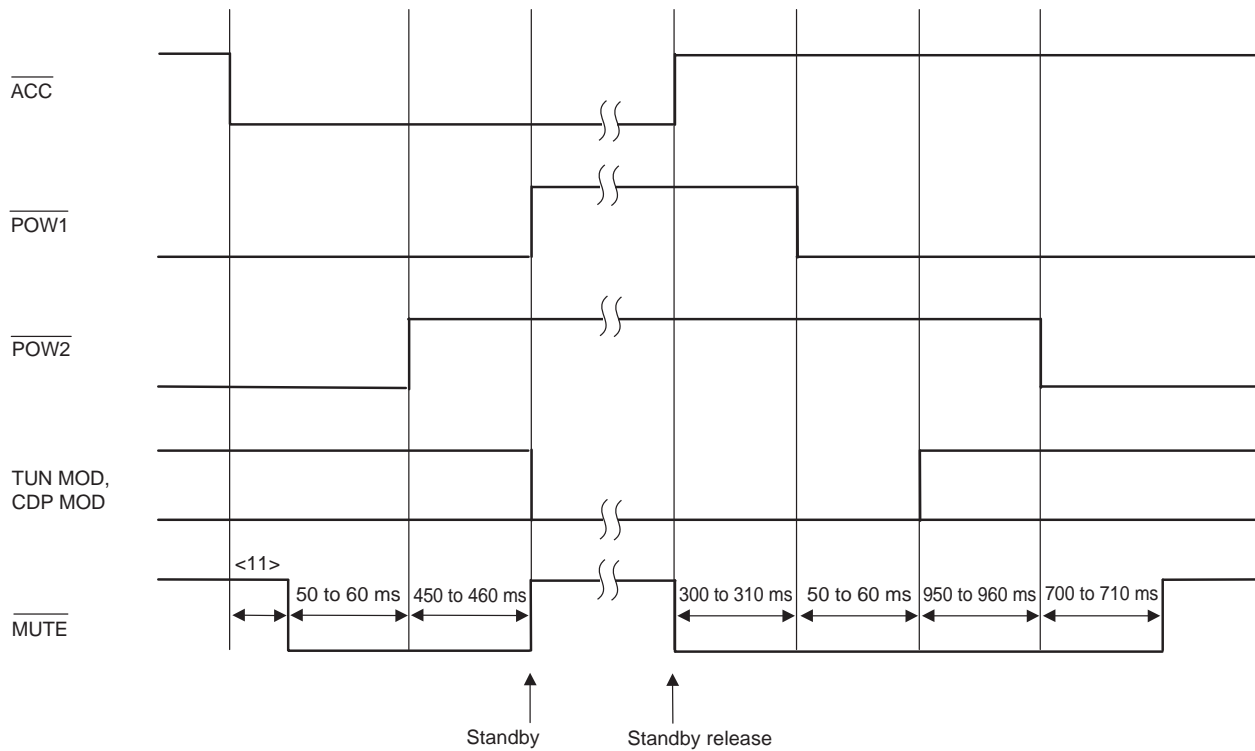 ACC
POW1
POW2
TUN MOD,
CDP MOD
<11>
50 to 60 ms
450 to 460 ms
300 to 310 ms
50 to 60 ms
950 to 960 ms
700 to 710 ms
MUTE
Standby
Standby release